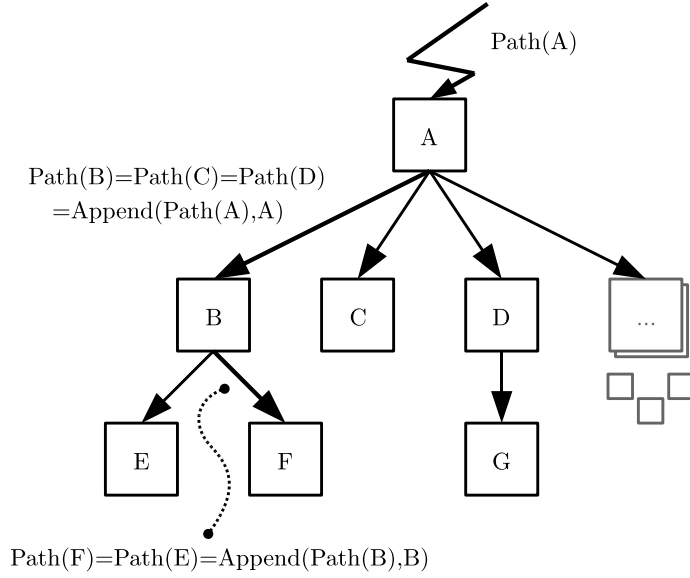 Path(A)
A
Path(B)=Path(C)=Path(D)
=Append(Path(A),A)
B
C
D
...
E
F
G
Path(F)=Path(E)=Append(Path(B),B)